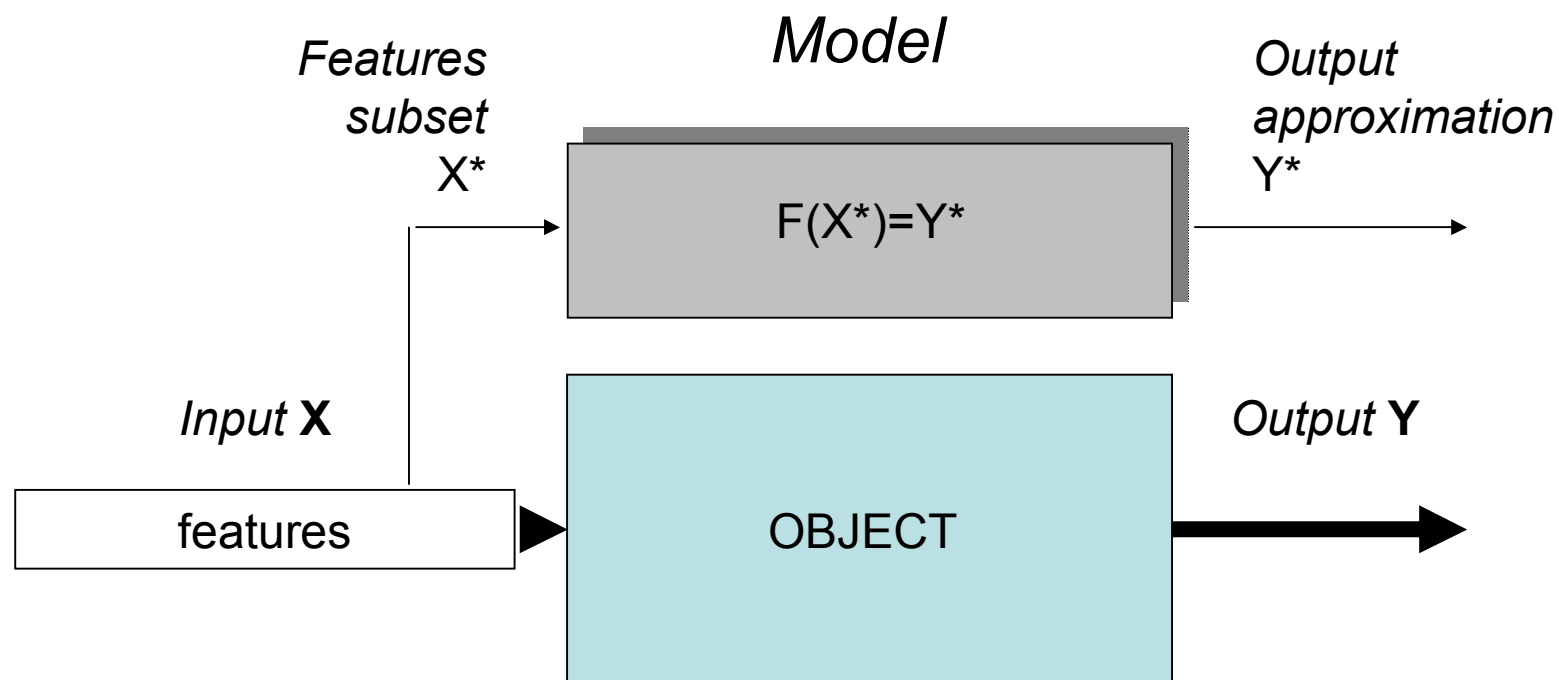 Model
Features
subset
X*
Output
approximation
Y*
F(X*)=Y*
Input X
Output Y
features
OBJECT